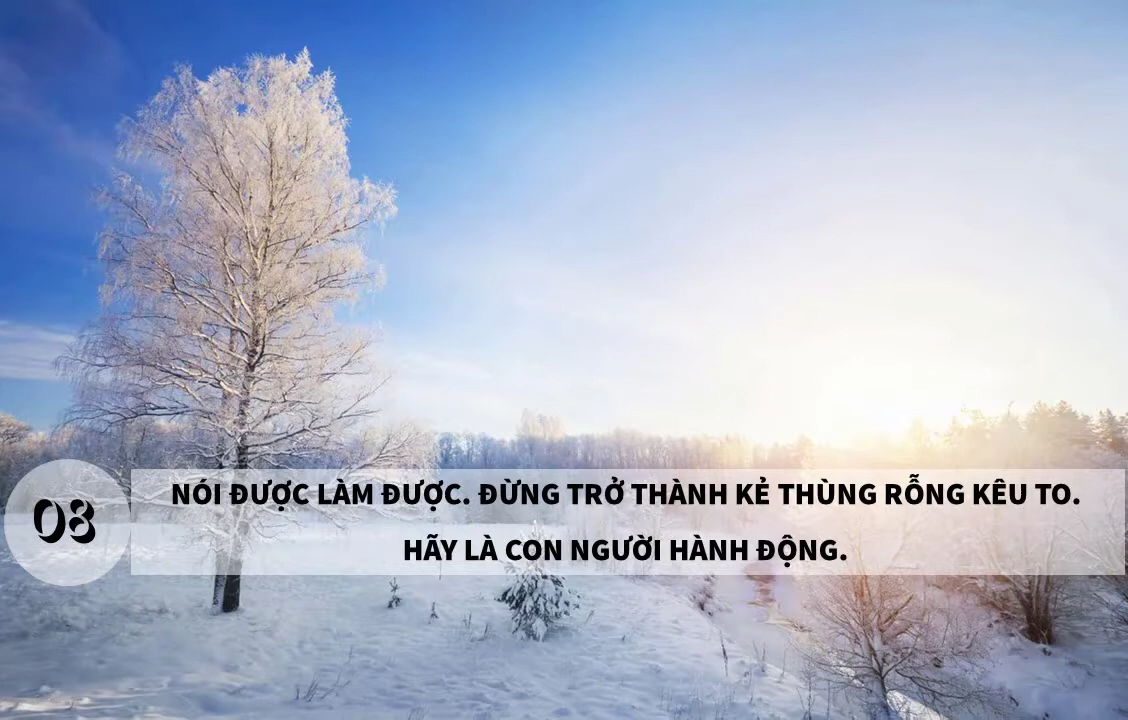 08
NÓI ĐƯỢC LÀM ĐƯỢC. ĐỪNG TRỞ THÀNH KẺ THÙNG RỖNG KÊU TO.
HÃY LÀ CON NGƯỜI HÀNH ĐỘNG.